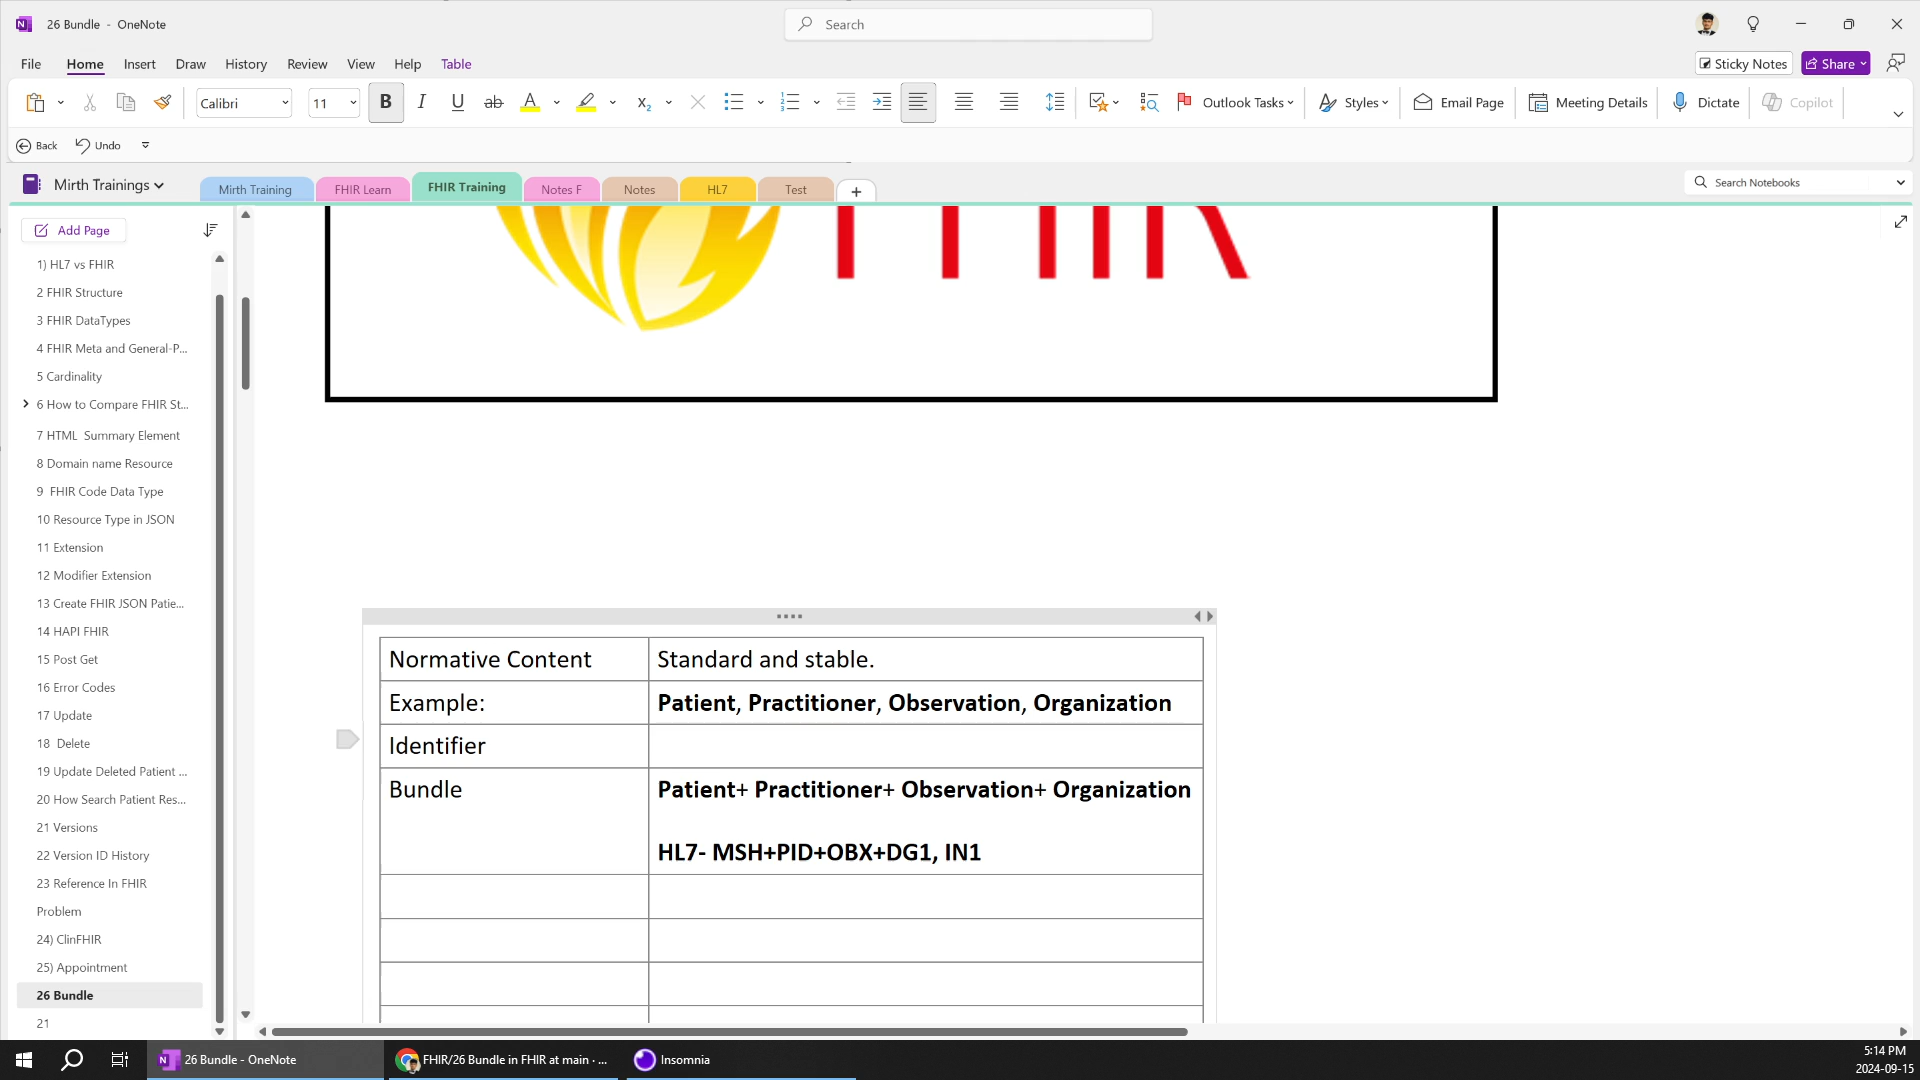 26 Bundle - OneNote
Search
File Home Insert Draw History Review View Help Table
Sticky Notes Share
Calibri 11 B I U ab A x2 Outlook Tasks Styles Email Page Meeting Details Dictate Copilot
Back Undo
Mirth Trainings Mirth Training FHIR Learn FHIR Training Notes F Notes HL7 Test + Search Notebooks
Add Page
1) HL7 vs FHIR
2 FHIR Structure
3 FHIR DataTypes
4 FHIR Meta and General-P...
5 Cardinality
6 How to Compare FHIR St...
7 HTML Summary Element
8 Domain name Resource
9 FHIR Code Data Type
10 Resource Type in JSON
11 Extension
12 Modifier Extension
13 Create FHIR JSON Patie...
14 HAPI FHIR
15 Post Get
16 Error Codes
17 Update
18 Delete
19 Update Deleted Patient ...
20 How Search Patient Res...
21 Versions
22 Version ID History
23 Reference In FHIR
Problem
24) ClinFHIR
25) Appointment
26 Bundle
21
FHIR
Normative Content Standard and stable.
Example: Patient, Practitioner, Observation, Organization
Identifier
Bundle Patient+ Practitioner+ Observation+ Organization
HL7- MSH+PID+OBX+DG1, IN1
26 Bundle - OneNote FHIR/26 Bundle in FHIR at main · ... Insomnia
5:14 PM
2024-09-15